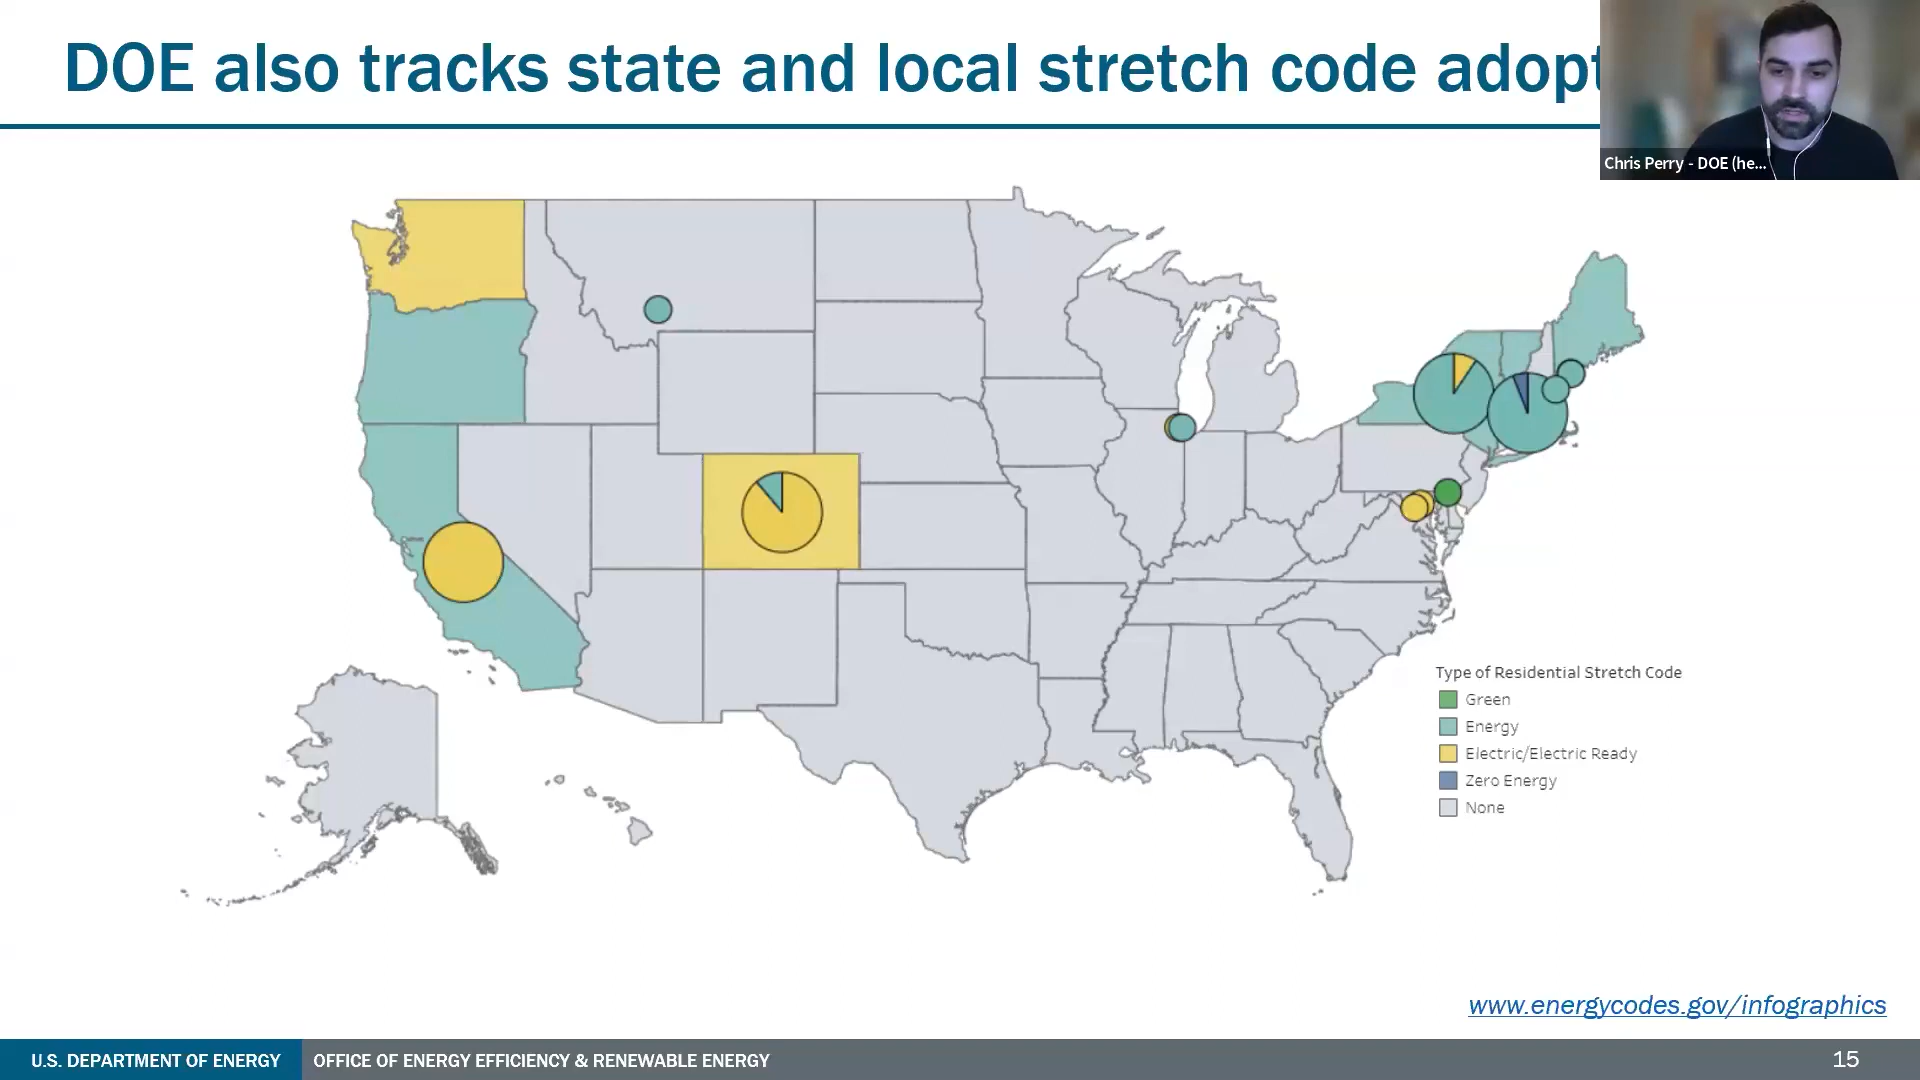 DOE also tracks state and local stretch code adopt
Chris Perry - DOE (he...
Type of Residential Stretch Code
Green
Energy
Electric/Electric Ready
Zero Energy
None
www.energycodes.gov/infographics
U.S. DEPARTMENT OF ENERGY OFFICE OF ENERGY EFFICIENCY & RENEWABLE ENERGY 15